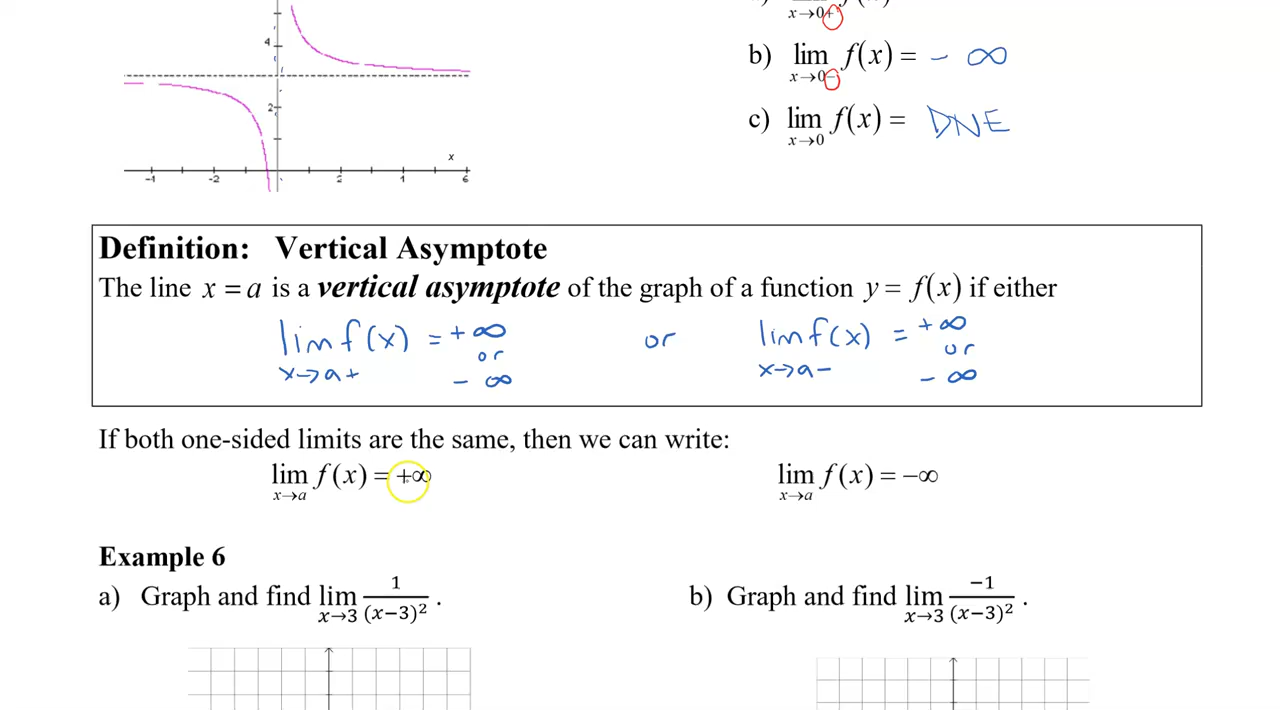 x→0+
4
b) lim f(x) = - ∞
x→0−
2
c) lim f(x) = DNE
x→0
x
-4 -2 2 4 6
Definition: Vertical Asymptote
The line x = a is a vertical asymptote of the graph of a function y = f(x) if either
lim f(x) = +∞ or lim f(x) = +∞
or or
x→a+ -∞ x→a- -∞
If both one-sided limits are the same, then we can write:
lim f(x) = +∞ lim f(x) = −∞
x→a x→a
Example 6
a) Graph and find lim x→3 1/(x−3)² .
b) Graph and find lim x→3 −1/(x−3)² .